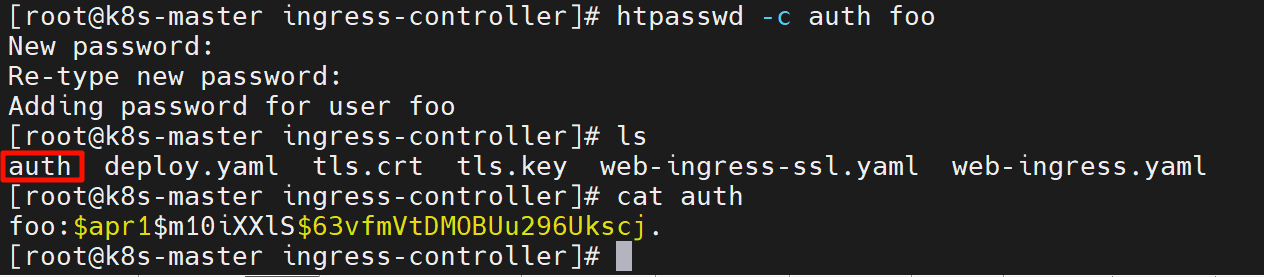 [root@k8s-master ingress-controller]# htpasswd -c auth foo
New password:
Re-type new password:
Adding password for user foo
[root@k8s-master ingress-controller]# ls
auth  deploy.yaml  tls.crt  tls.key  web-ingress-ssl.yaml  web-ingress.yaml
[root@k8s-master ingress-controller]# cat auth
foo:$apr1$m10iXXlS$63vfmVtDMOBUu296Ukscj.
[root@k8s-master ingress-controller]#